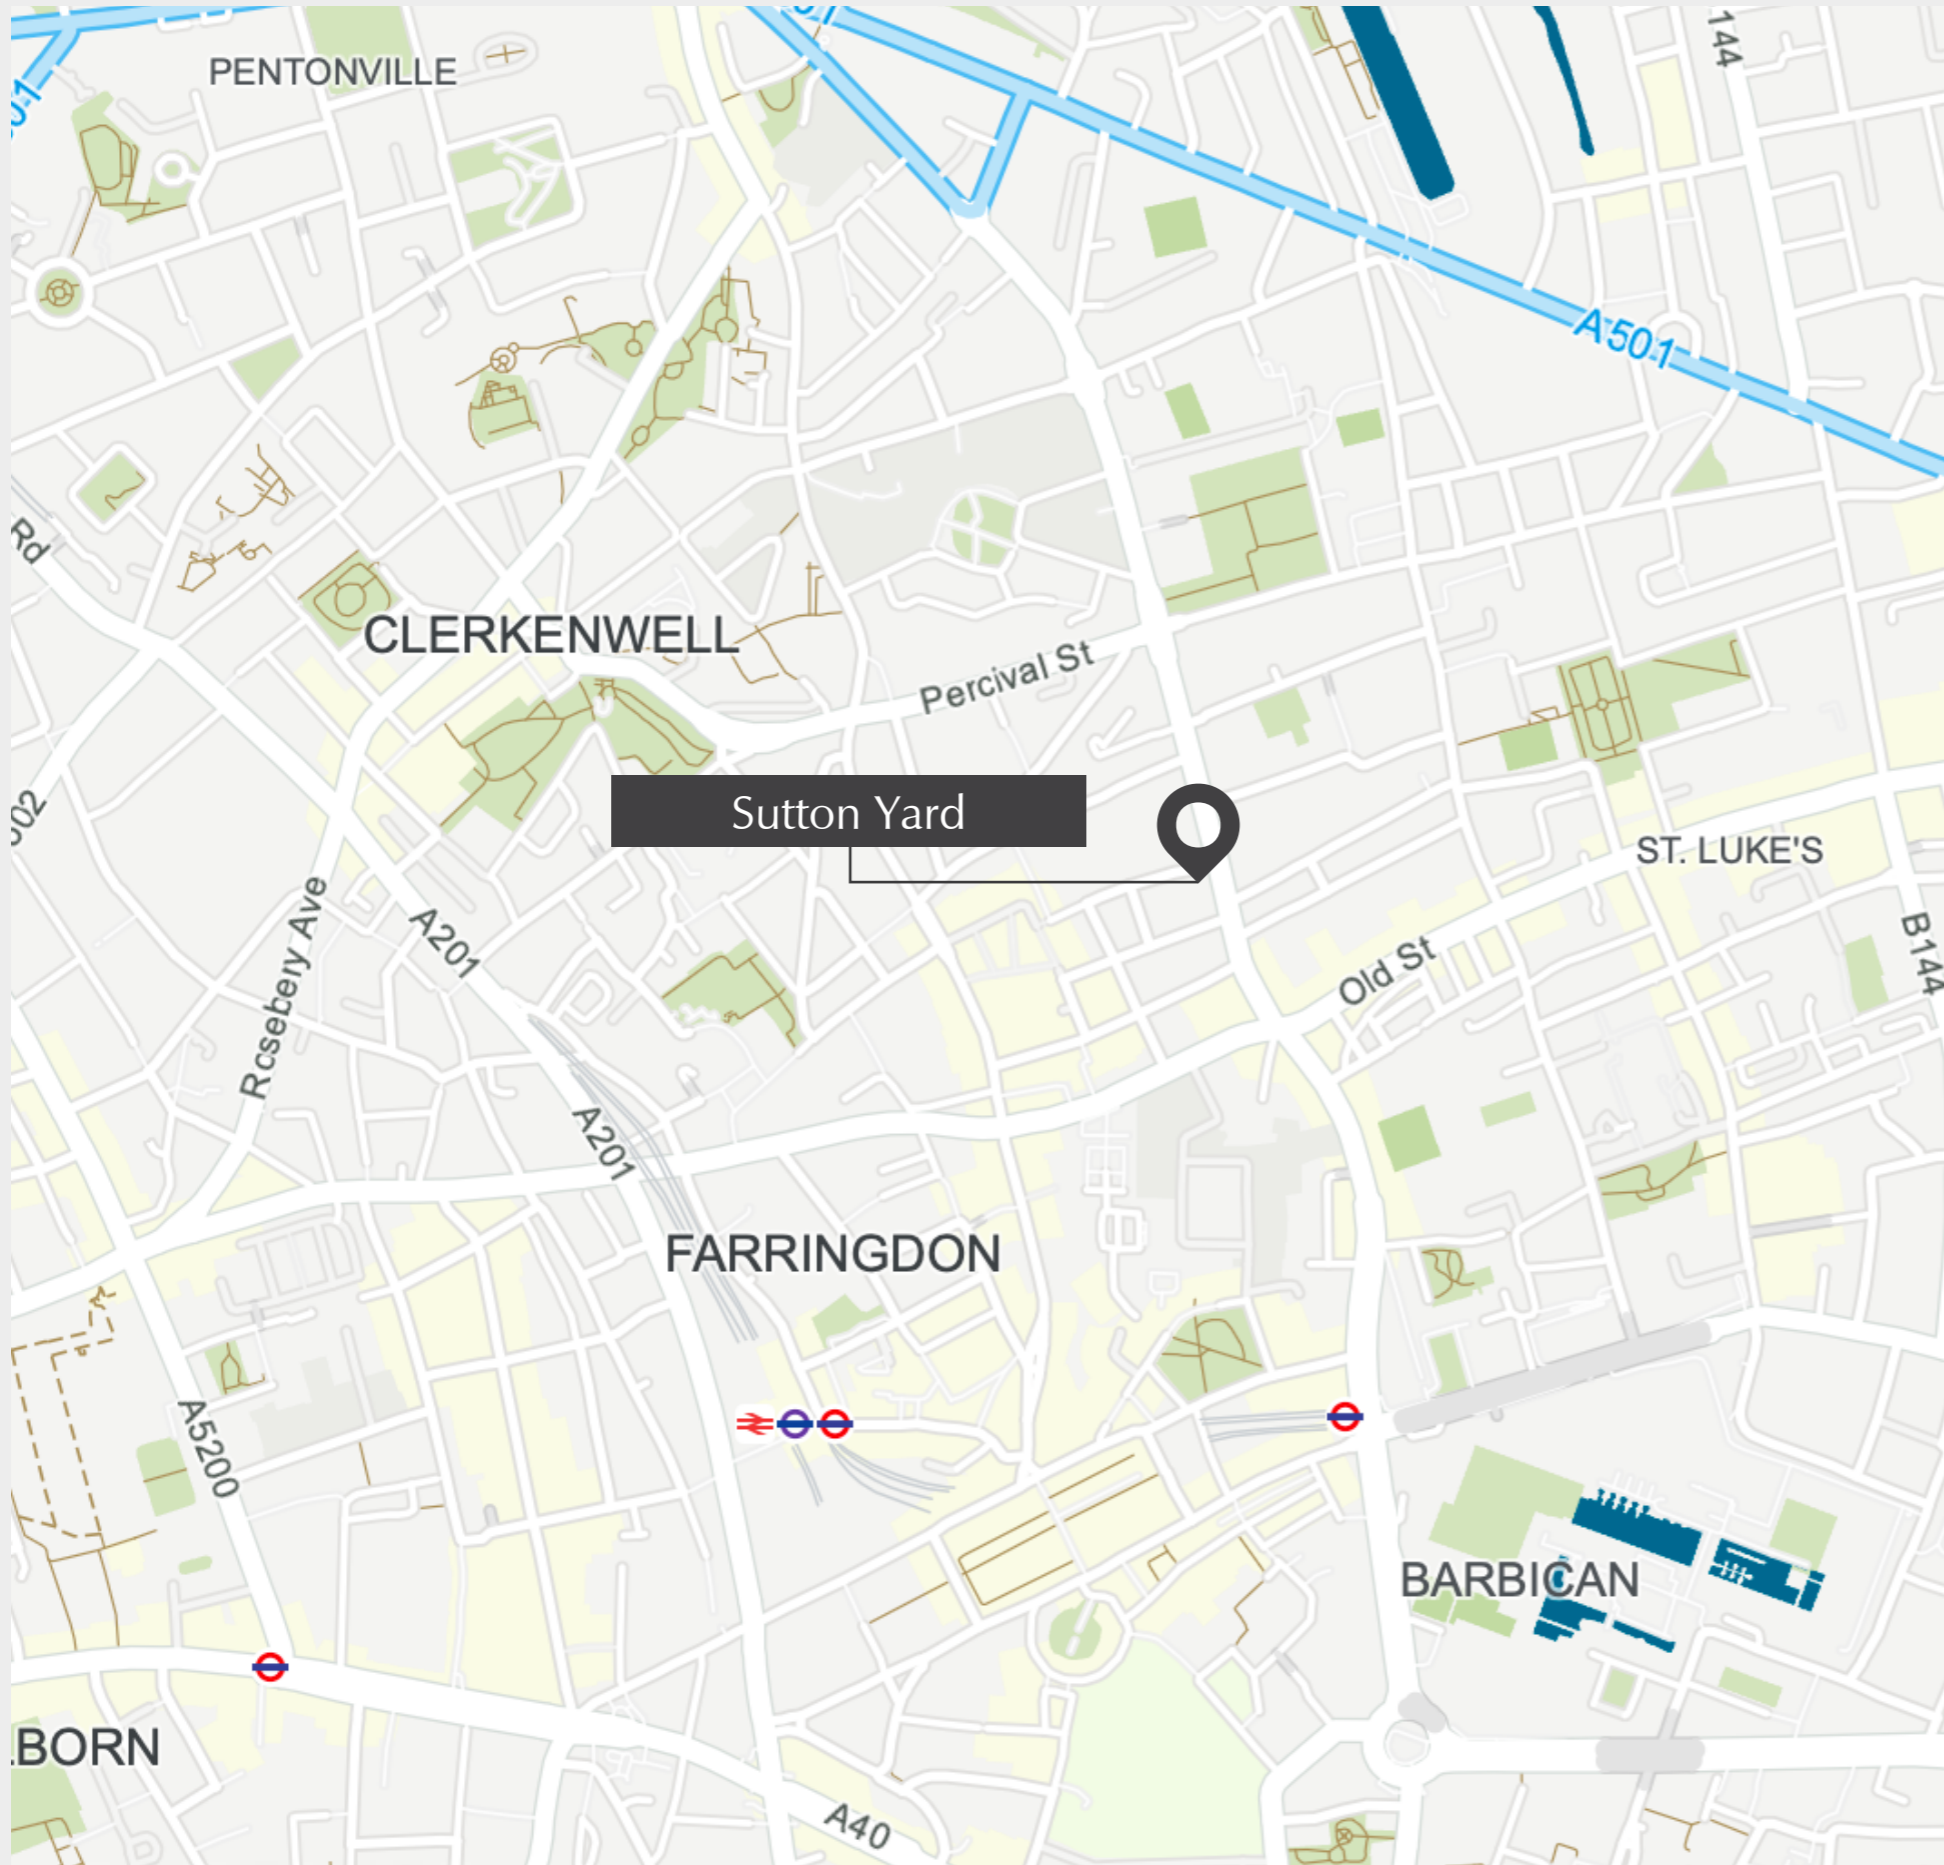 PENTONVILLE
144
A501
Rd
CLERKENWELL
Percival St
Sutton Yard
ST. LUKE'S
Rosebery Ave
A201
Old St
B144
A201
FARRINGDON
A5200
BARBICAN
A40